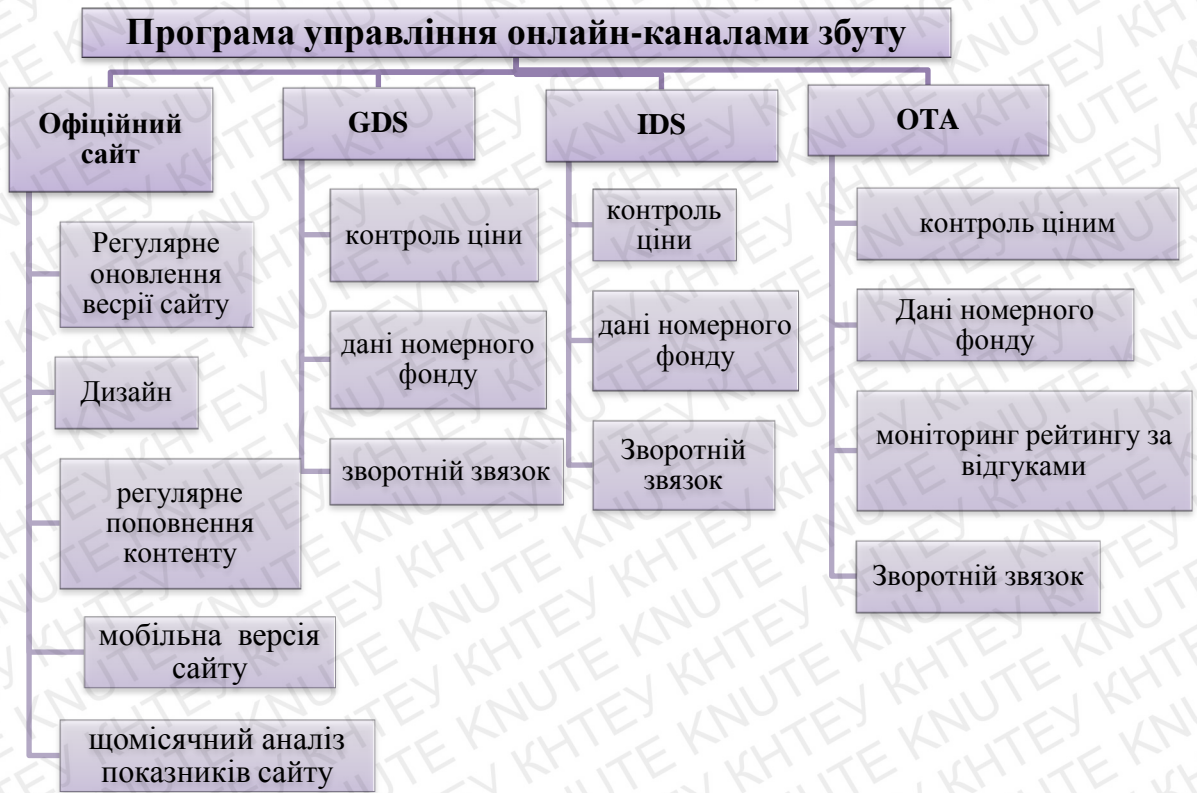 Програма управління онлайн-каналами збуту
Офіційний
сайт
Регулярне
оновлення
весрії сайту
Дизайн
регулярне
поповнення
контенту
мобільна версія
сайту
щомісячний аналіз
показників сайту
GDS
контроль ціни
дані номерного
фонду
зворотній звязок
IDS
контроль
ціни
дані номерного
фонду
Зворотній
звязок
ОТА
контроль ціним
Дані номерного
фонду
моніторинг рейтингу за
відгуками
Зворотній звязок